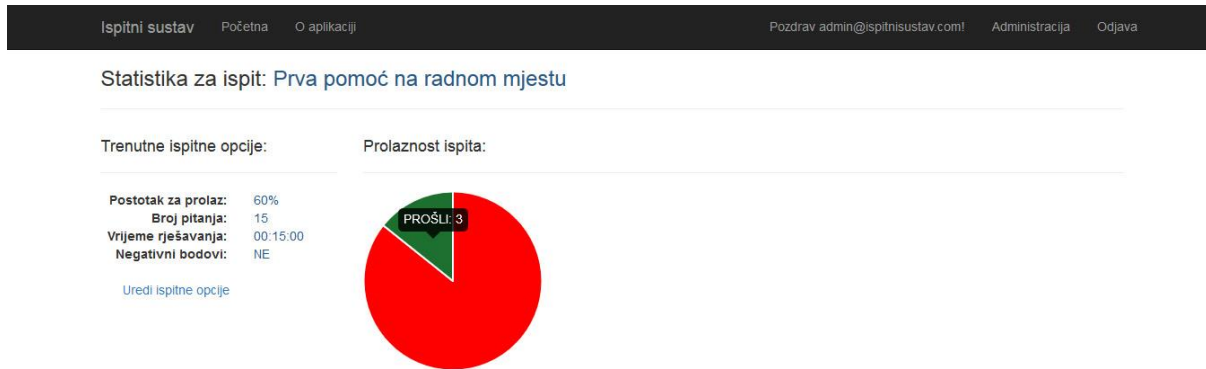 Ispitni sustav Početna O aplikaciji Pozdrav admin@ispitnisustav.com! Administracija Odjava
Statistika za ispit: Prva pomoć na radnom mjestu
Trenutne ispitne opcije:
Postotak za prolaz: 60%
Broj pitanja: 15
Vrijeme rješavanja: 00:15:00
Negativni bodovi: NE
Uredi ispitne opcije
Prolaznost ispita:
PROŠLI: 3